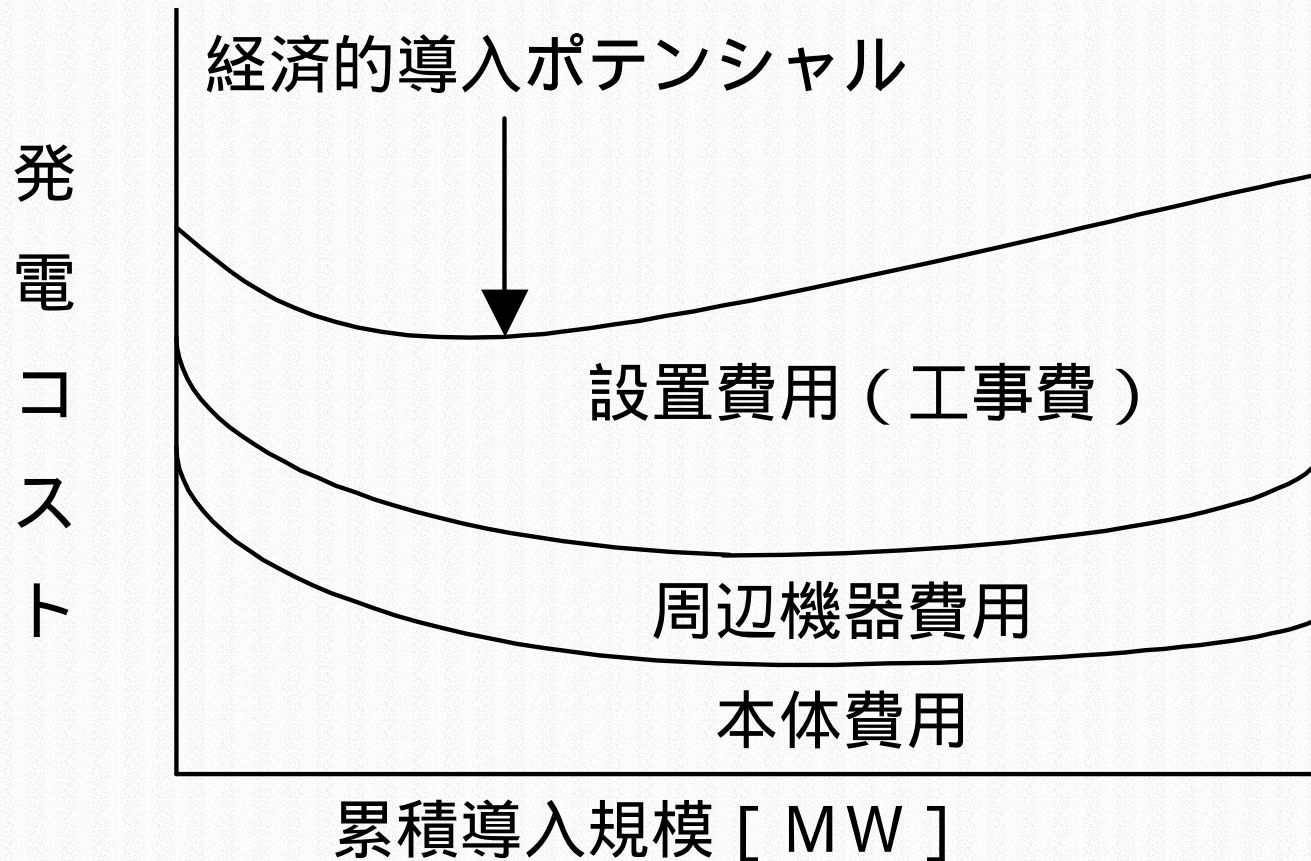 経済的導入ポテンシャル
発電コスト
設置費用(工事費)
周辺機器費用
本体費用
累積導入規模[MW]